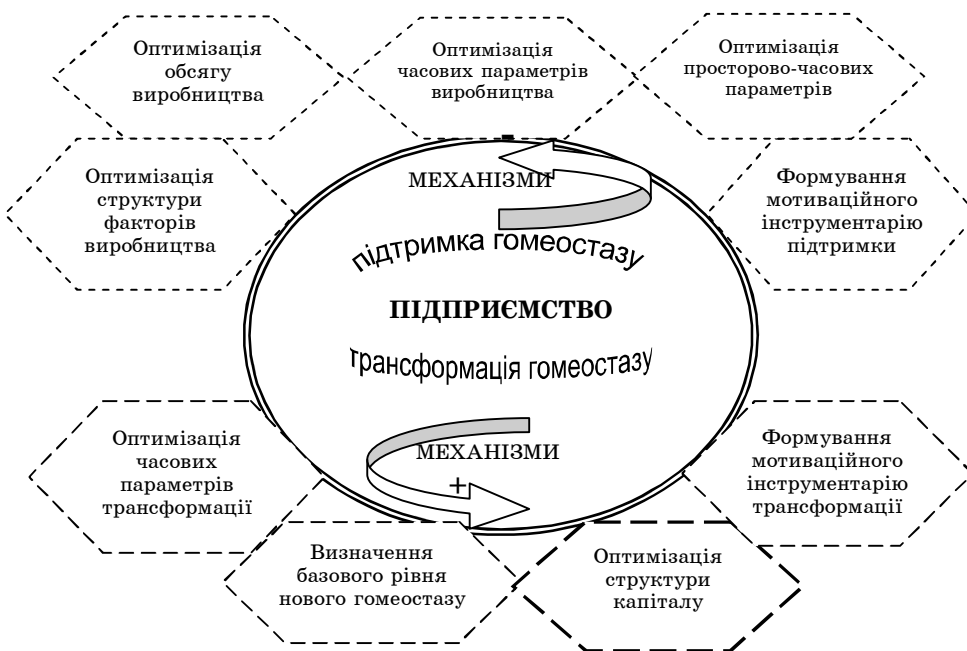 Оптимізація
обсягу
виробництва
Оптимізація
часових параметрів
виробництва
Оптимізація
просторово-часових
параметрів
Оптимізація
структури
факторів
виробництва
Формування
мотиваційного
інструментарію
підтримки
-
МЕХАНІЗМИ
підтримка гомеостазу
ПІДПРИЄМСТВО
трансформація гомеостазу
МЕХАНІЗМИ
+
Оптимізація
часових
параметрів
трансформації
Формування
мотиваційного
інструментарію
трансформації
Визначення
базового рівня
нового гомеостазу
Оптимізація
структури
капіталу